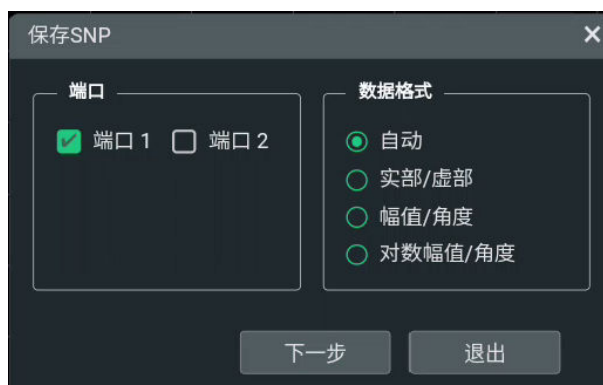 保存SNP
端口
端口 1 端口 2
数据格式
自动
实部/虚部
幅值/角度
对数幅值/角度
下一步 退出